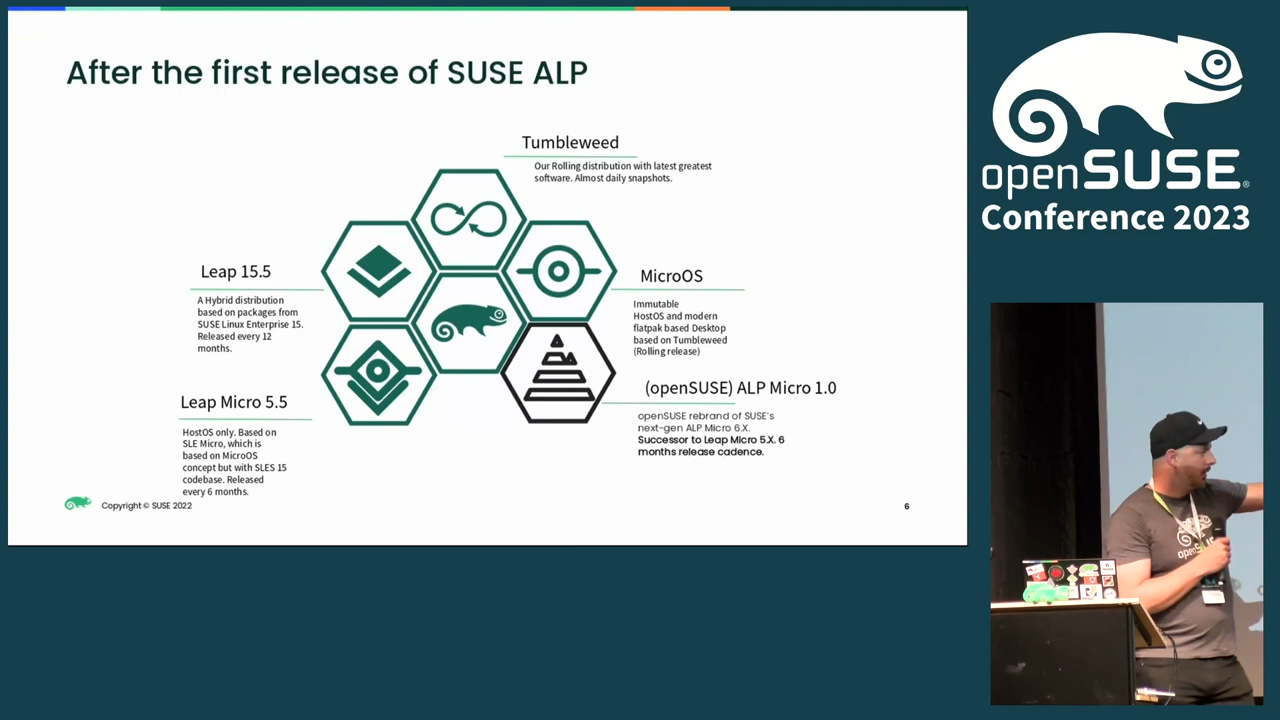 After the first release of SUSE ALP
Tumbleweed
Our Rolling distribution with latest greatest
software. Almost daily snapshots.
Leap 15.5
A Hybrid distribution
based on packages from
SUSE Linux Enterprise 15.
Released every 12
months.
MicroOS
Immutable
HostOS and modern
flatpak based Desktop
based on Tumbleweed
(Rolling release)
Leap Micro 5.5
HostOS only. Based on
SLE Micro, which is
based on MicroOS
concept but with SLES 15
codebase. Released
every 6 months.
(openSUSE) ALP Micro 1.0
openSUSE rebrand of SUSE's
next-gen ALP Micro 6.X.
Successor to Leap Micro 5.X. 6
months release cadence.
Copyright © SUSE 2022
6
openSUSE®
Conference 2023